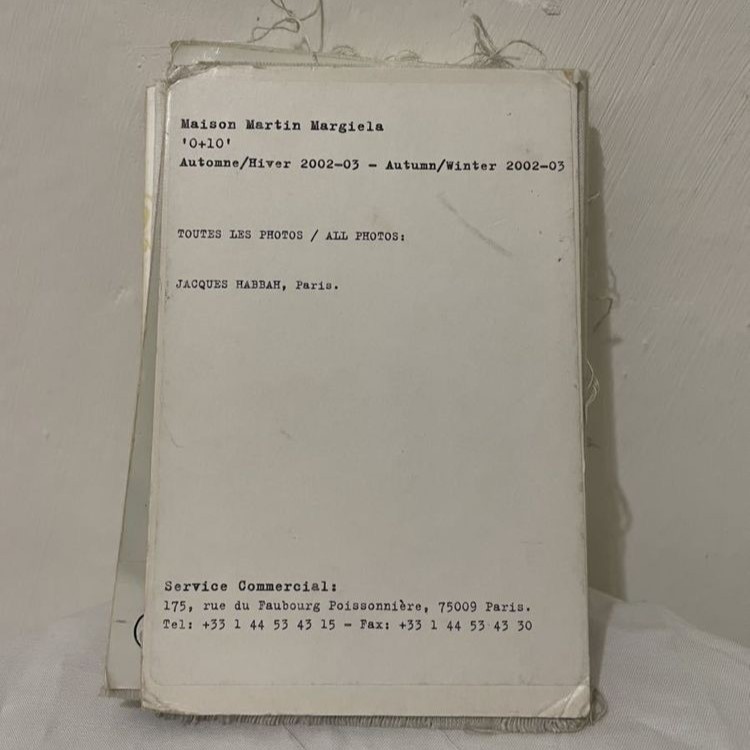 Maison Martin Margiela
'0+10'
Automne/Hiver 2002-03 - Autumn/Winter 2002-03
TOUTES LES PHOTOS / ALL PHOTOS:
JACQUES HABBAH, Paris.
Service Commercial:
175, rue du Faubourg Poissonnière, 75009 Paris.
Tel: +33 1 44 53 43 15 - Fax: +33 1 44 53 43 30